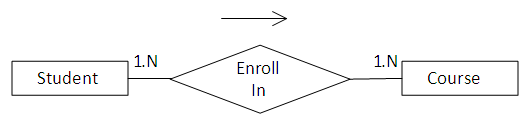 1.N
1.N
Student
Enroll
In
Course